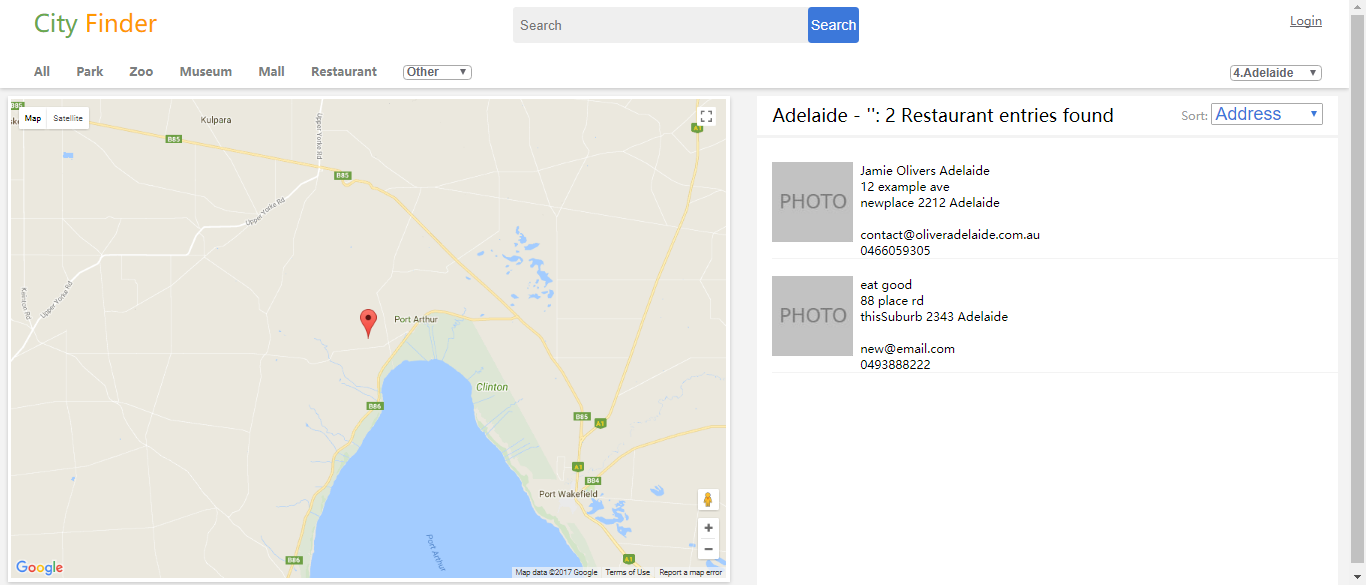 City Finder
Search
Search
Login
All
Park
Zoo
Museum
Mall
Restaurant
Other
4.Adelaide
Map
Satellite
Kulpara
B85
B85
B85
A1
Upper Yorke Rd
Upper Yorke Rd
Upper Yorke Rd
Kainton Rd
Port Arthur
Clinton
B86
B85
A1
A1
B84
Port Wakefield
Port Arthur
B86
A1
Google
Map data ©2017 Google
Terms of Use
Report a map error
Adelaide - '': 2 Restaurant entries found
Sort:
Address
PHOTO
Jamie Olivers Adelaide
12 example ave
newplace 2212 Adelaide
contact@oliveradelaide.com.au
0466059305
PHOTO
eat good
88 place rd
thisSuburb 2343 Adelaide
new@email.com
0493888222